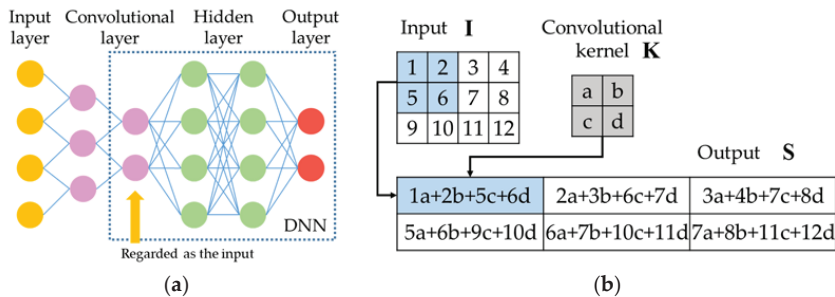 Input Convolutional Hidden Output
layer layer layer layer
DNN
Regarded as the input
(a)
Input I
Convolutional
kernel K
1 2 3 4
5 6 7 8
9 10 11 12
a b
c d
Output S
1a+2b+5c+6d 2a+3b+6c+7d 3a+4b+7c+8d
5a+6b+9c+10d 6a+7b+10c+11d 7a+8b+11c+12d
(b)